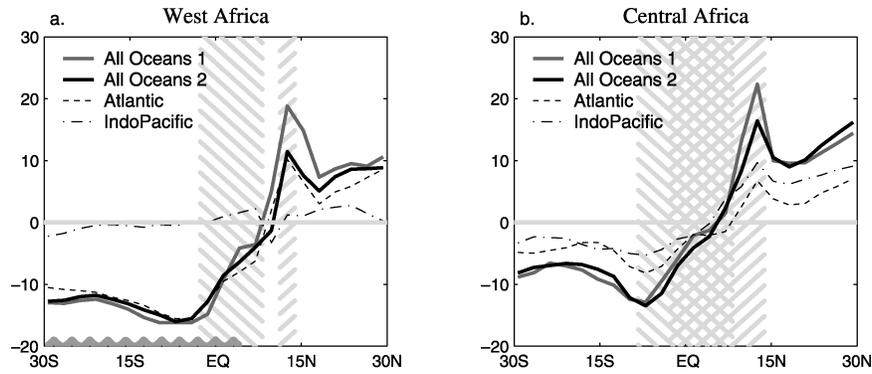 a. West Africa
30
20
10
0
−10
−20
All Oceans 1
All Oceans 2
Atlantic
IndoPacific
30S 15S EQ 15N 30N
b. Central Africa
30
20
10
0
−10
−20
All Oceans 1
All Oceans 2
Atlantic
IndoPacific
30S 15S EQ 15N 30N